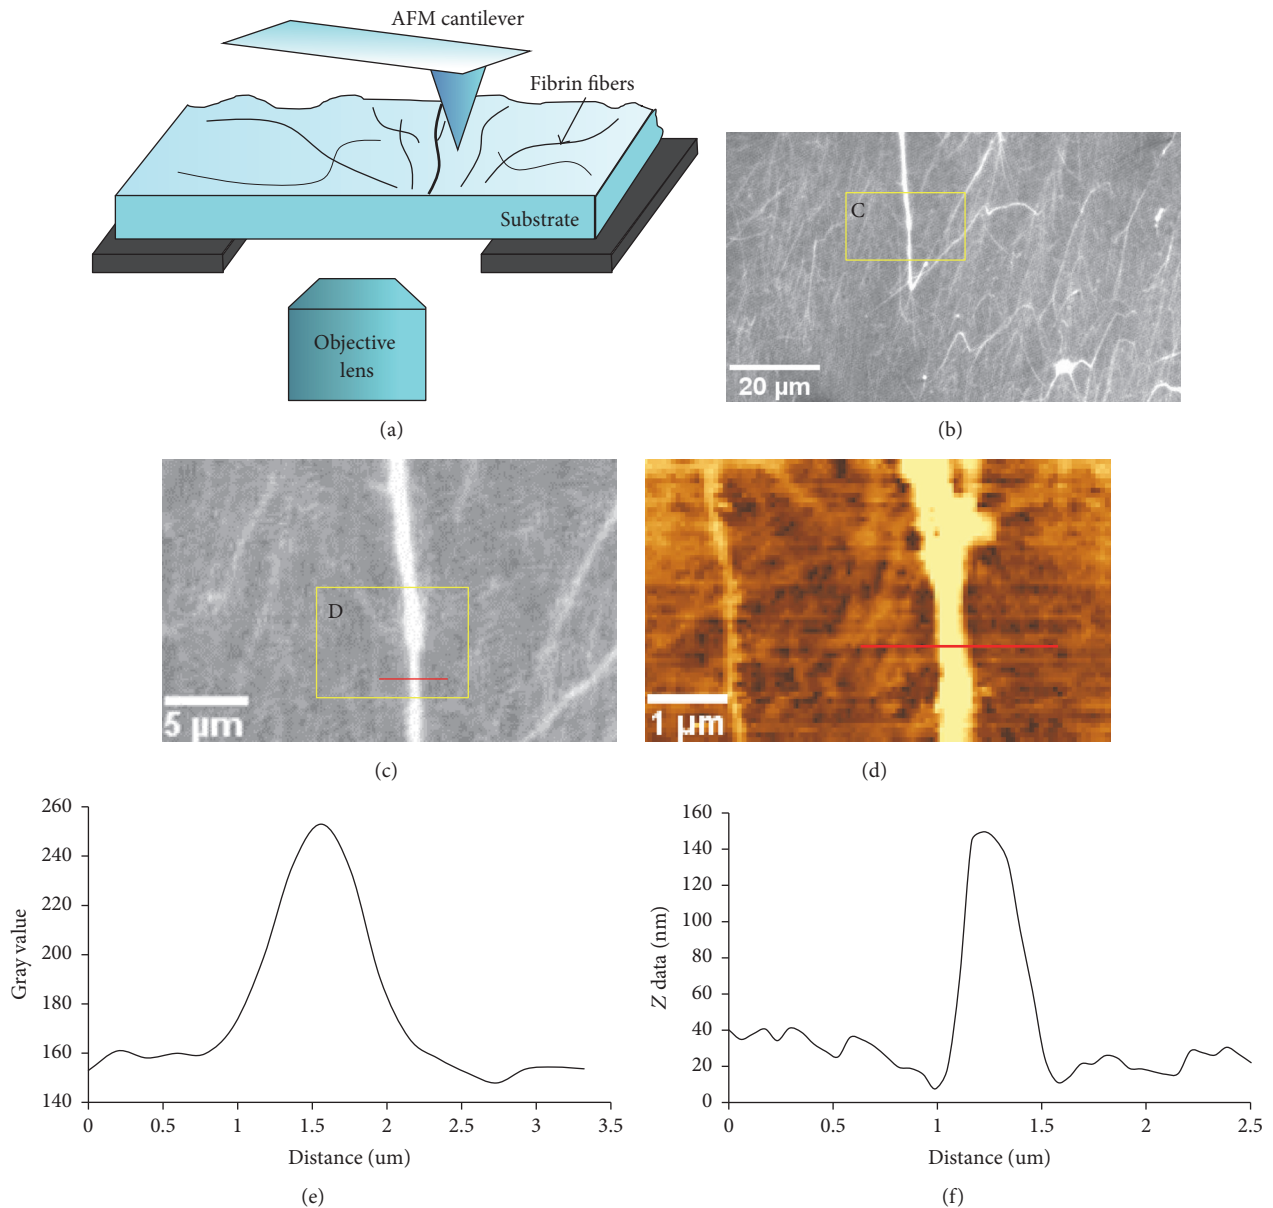 AFM cantilever
Fibrin fibers
Substrate
Objective
lens
(a)
C
20 µm
(b)
D
5 µm
(c)
1 µm
(d)
260
240
220
200
180
160
140
Gray value
0
0.5
1
1.5
2
2.5
3
3.5
Distance (um)
(e)
160
140
120
100
80
60
40
20
0
Z data (nm)
0
0.5
1
1.5
2
2.5
Distance (um)
(f)